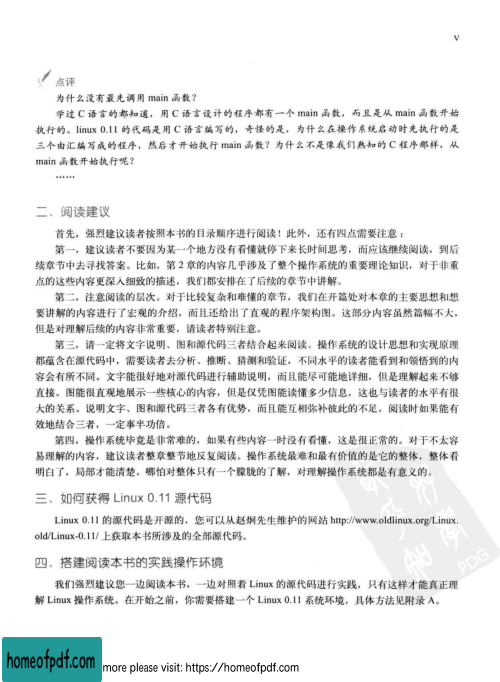 V
点评
为什么没有最先调用 main 函数？
学过 C 语言的都知道，用 C 语言设计的程序都有一个 main 函数，而且是从 main 函数开始
执行的。linux 0.11 的代码是用 C 语言编写的，奇怪的是，为什么在操作系统启动时先执行的是
三个由汇编写成的程序，然后才开始执行 main 函数？为什么不是像我们熟知的 C 程序那样，从
main 函数开始执行呢？
……
二、阅读建议
首先，强烈建议读者按照本书的目录顺序进行阅读！此外，还有四点需要注意：
第一，建议读者不要因为某一个地方没有看懂就停下来长时间思考，而应该继续阅读，到后
续章节中去寻找答案。比如，第 2 章的内容几乎涉及了整个操作系统的重要理论知识，对于非重
点的这些内容更深入细致的描述，我们都安排在了后续的章节中讲解。
第二，注意阅读的层次。对于比较复杂和难懂的章节，我们在开篇处对本章的主要思想和想
要讲解的内容进行了宏观的介绍，而且还给出了直观的程序架构图。这部分内容虽然篇幅不大，
但是对理解后续的内容非常重要，请读者特别注意。
第三，请一定将文字说明、图和源代码三者结合起来阅读。操作系统的设计思想和实现原理
都蕴含在源代码中，需要读者去分析、推断、猜测和验证，不同水平的读者能看到和领悟到的内
容会有所不同。文字能很好地对源代码进行辅助说明，而且能尽可能地详细，但是理解起来不够
直接。图能很直观地展示一些核心的内容，但是仅凭图能读懂多少信息，这也与读者的水平有很
大的关系。说明文字、图和源代码三者各有优势，而且能互相弥补彼此的不足，阅读时如果能有
效地结合三者，一定事半功倍。
第四，操作系统毕竟是非常难的，如果有些内容一时没有看懂，这是很正常的。对于不太容
易理解的内容，建议读者整章整节地反复阅读。操作系统最难和最有价值的是它的整体，整体看
明白了，局部才能清楚。哪怕对整体只有一个朦胧的了解，对理解操作系统都是有意义的。
三、如何获得 Linux 0.11 源代码
Linux 0.11 的源代码是开源的，您可以从赵炯先生维护的网站 http://www.oldlinux.org/Linux.
old/Linux-0.11/ 上获取本书所涉及的全部源代码。
四、搭建阅读本书的实践操作环境
我们强烈建议您一边阅读本书，一边对照着 Linux 的源代码进行实践，只有这样才能真正理
解 Linux 操作系统。在开始之前，你需要搭建一个 Linux 0.11 系统环境，具体方法见附录 A。
PDG
homeofpdf.com more please visit: https://homeofpdf.com